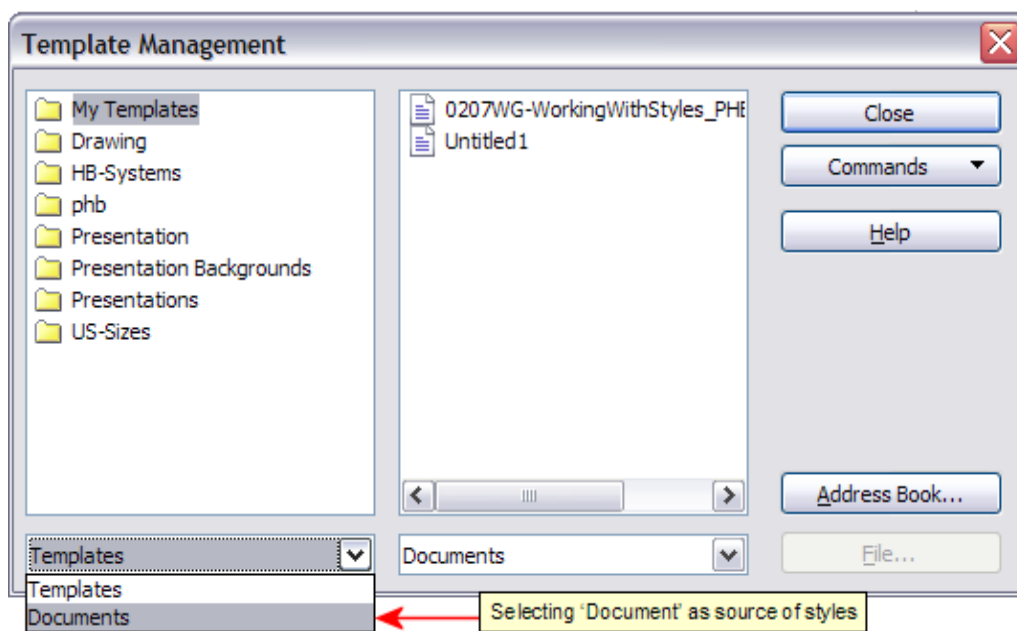 Template Management
My Templates
Drawing
HB-Systems
phb
Presentation
Presentation Backgrounds
Presentations
US-Sizes
0207WG-WorkingWithStyles_PHB
Untitled1
Close
Commands
Help
Address Book...
File...
Templates
Documents
Templates
Documents
Selecting ‘Document’ as source of styles